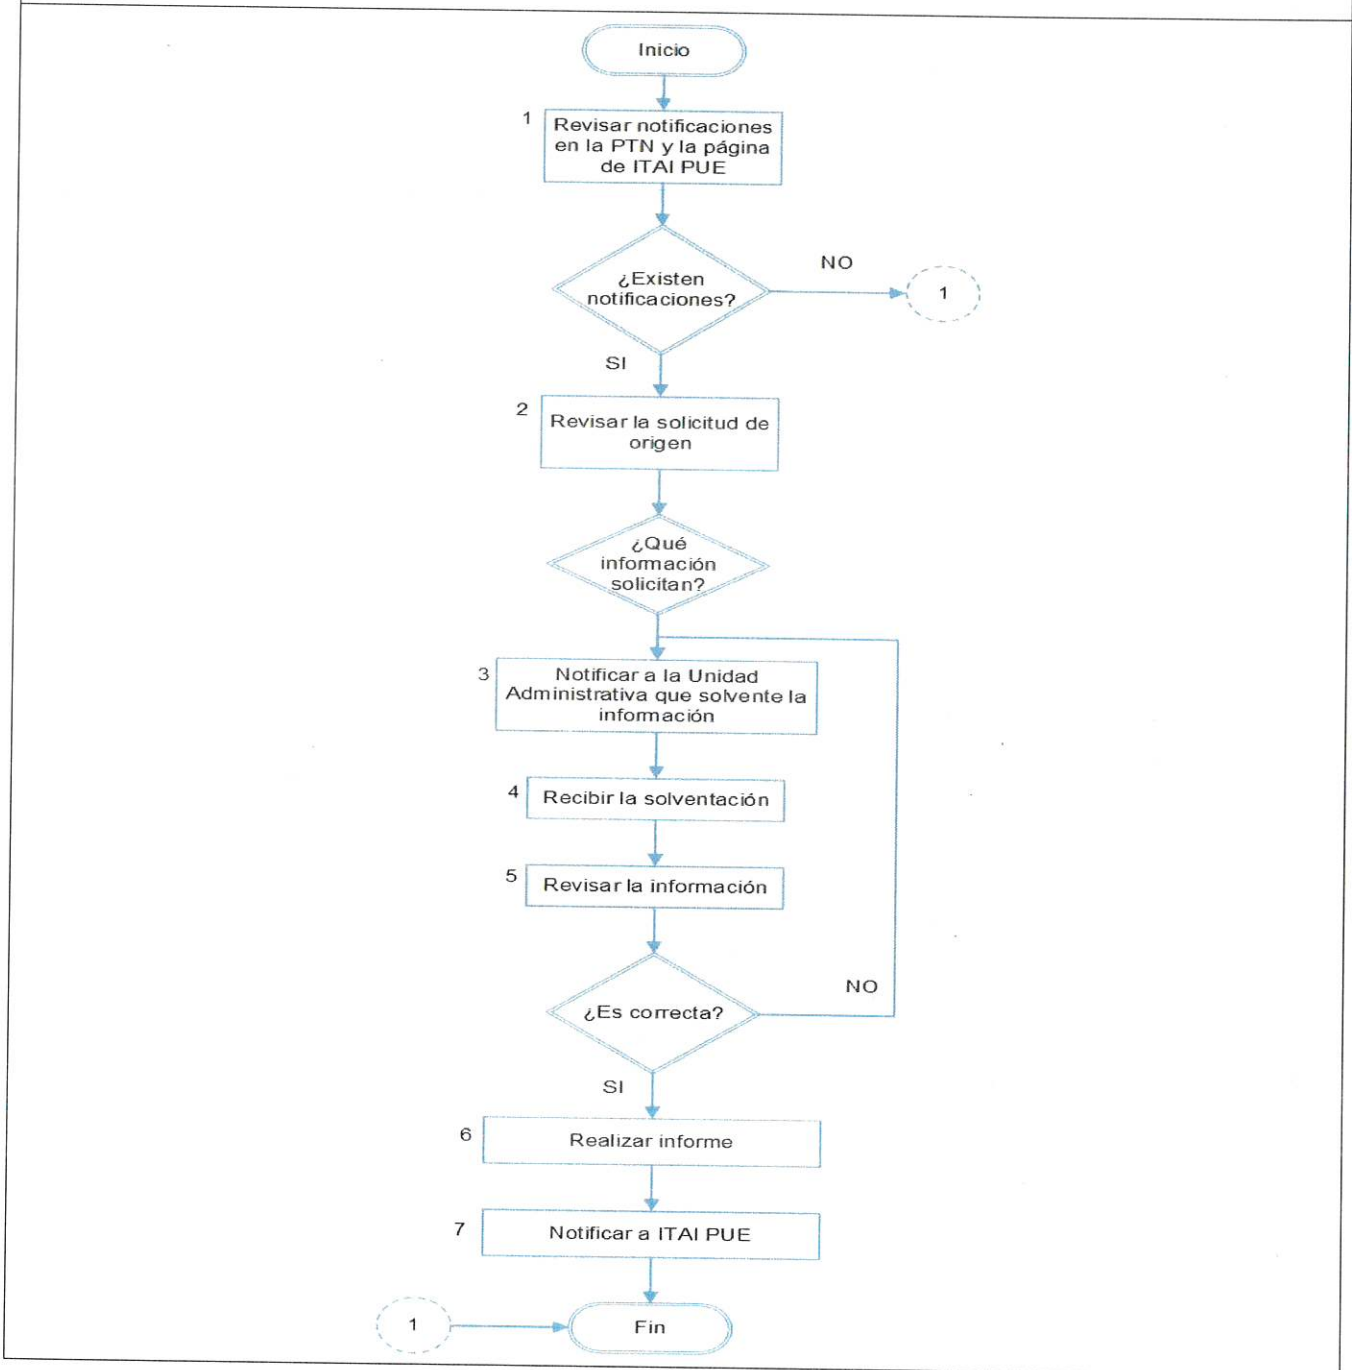 Inicio
1
Revisar notificaciones
en la PTN y la página
de ITAI PUE
¿Existen
notificaciones?
NO
1
SI
2
Revisar la solicitud de
origen
¿Qué
información
solicitan?
3
Notificar a la Unidad
Administrativa que solvente la
información
4
Recibir la solventación
5
Revisar la información
¿Es correcta?
NO
SI
6
Realizar informe
7
Notificar a ITAI PUE
1
Fin